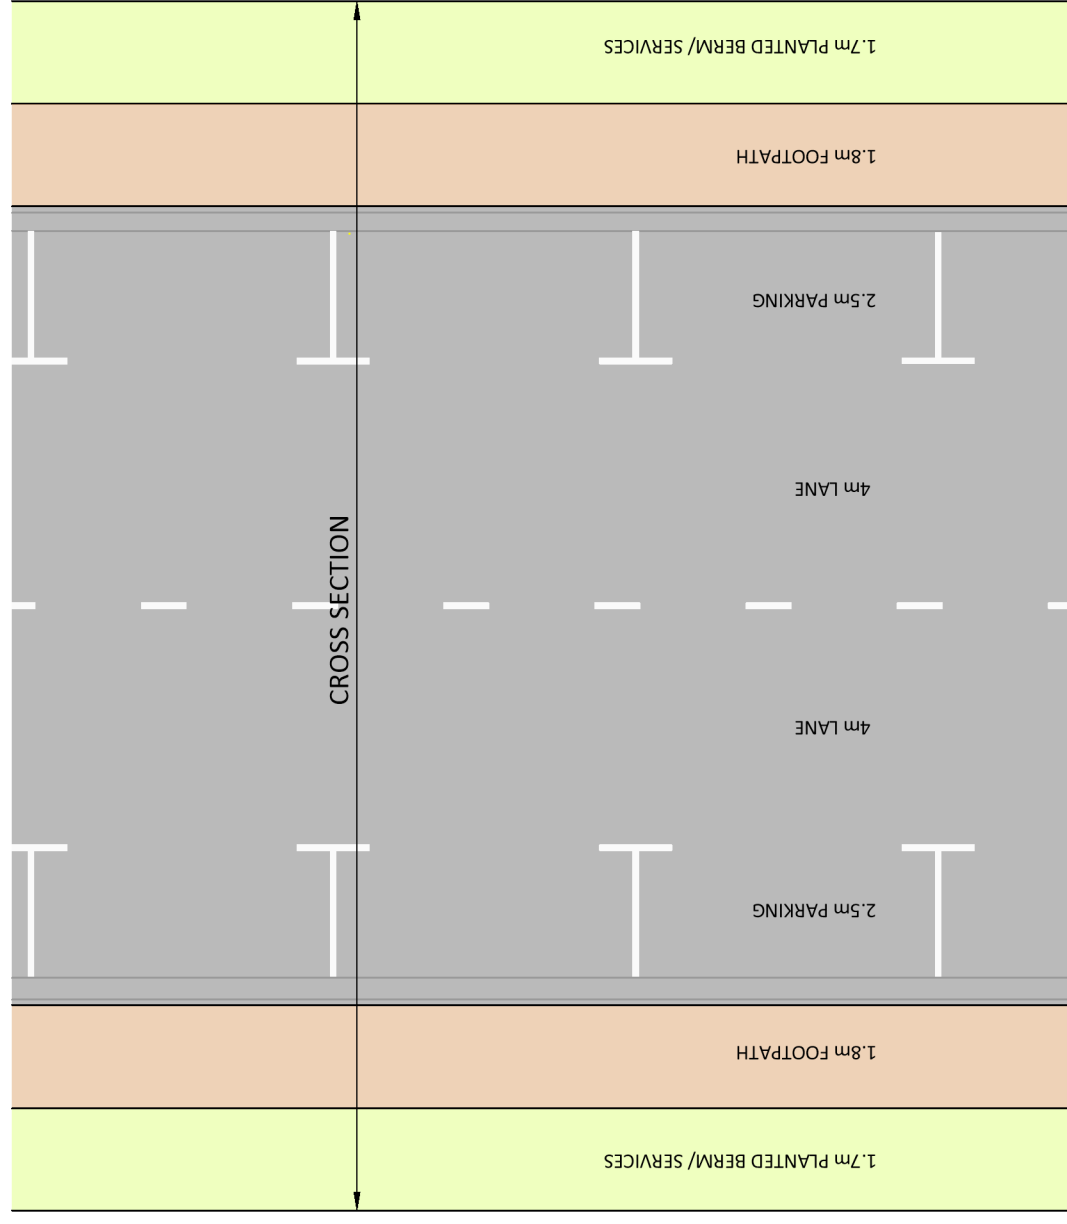 1.7m PLANTED BERM/ SERVICES
1.8m FOOTPATH
2.5m PARKING
4m LANE
CROSS SECTION
4m LANE
2.5m PARKING
1.8m FOOTPATH
1.7m PLANTED BERM/ SERVICES